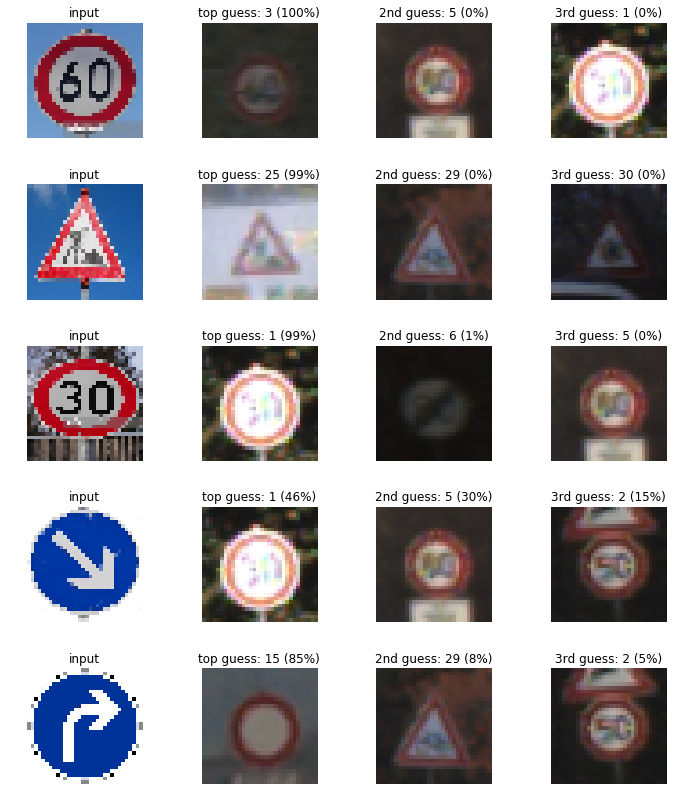 input top guess: 3 (100%) 2nd guess: 5 (0%) 3rd guess: 1 (0%)
60
input top guess: 25 (99%) 2nd guess: 29 (0%) 3rd guess: 30 (0%)
input top guess: 1 (99%) 2nd guess: 6 (1%) 3rd guess: 5 (0%)
30
input top guess: 1 (46%) 2nd guess: 5 (30%) 3rd guess: 2 (15%)
input top guess: 15 (85%) 2nd guess: 29 (8%) 3rd guess: 2 (5%)